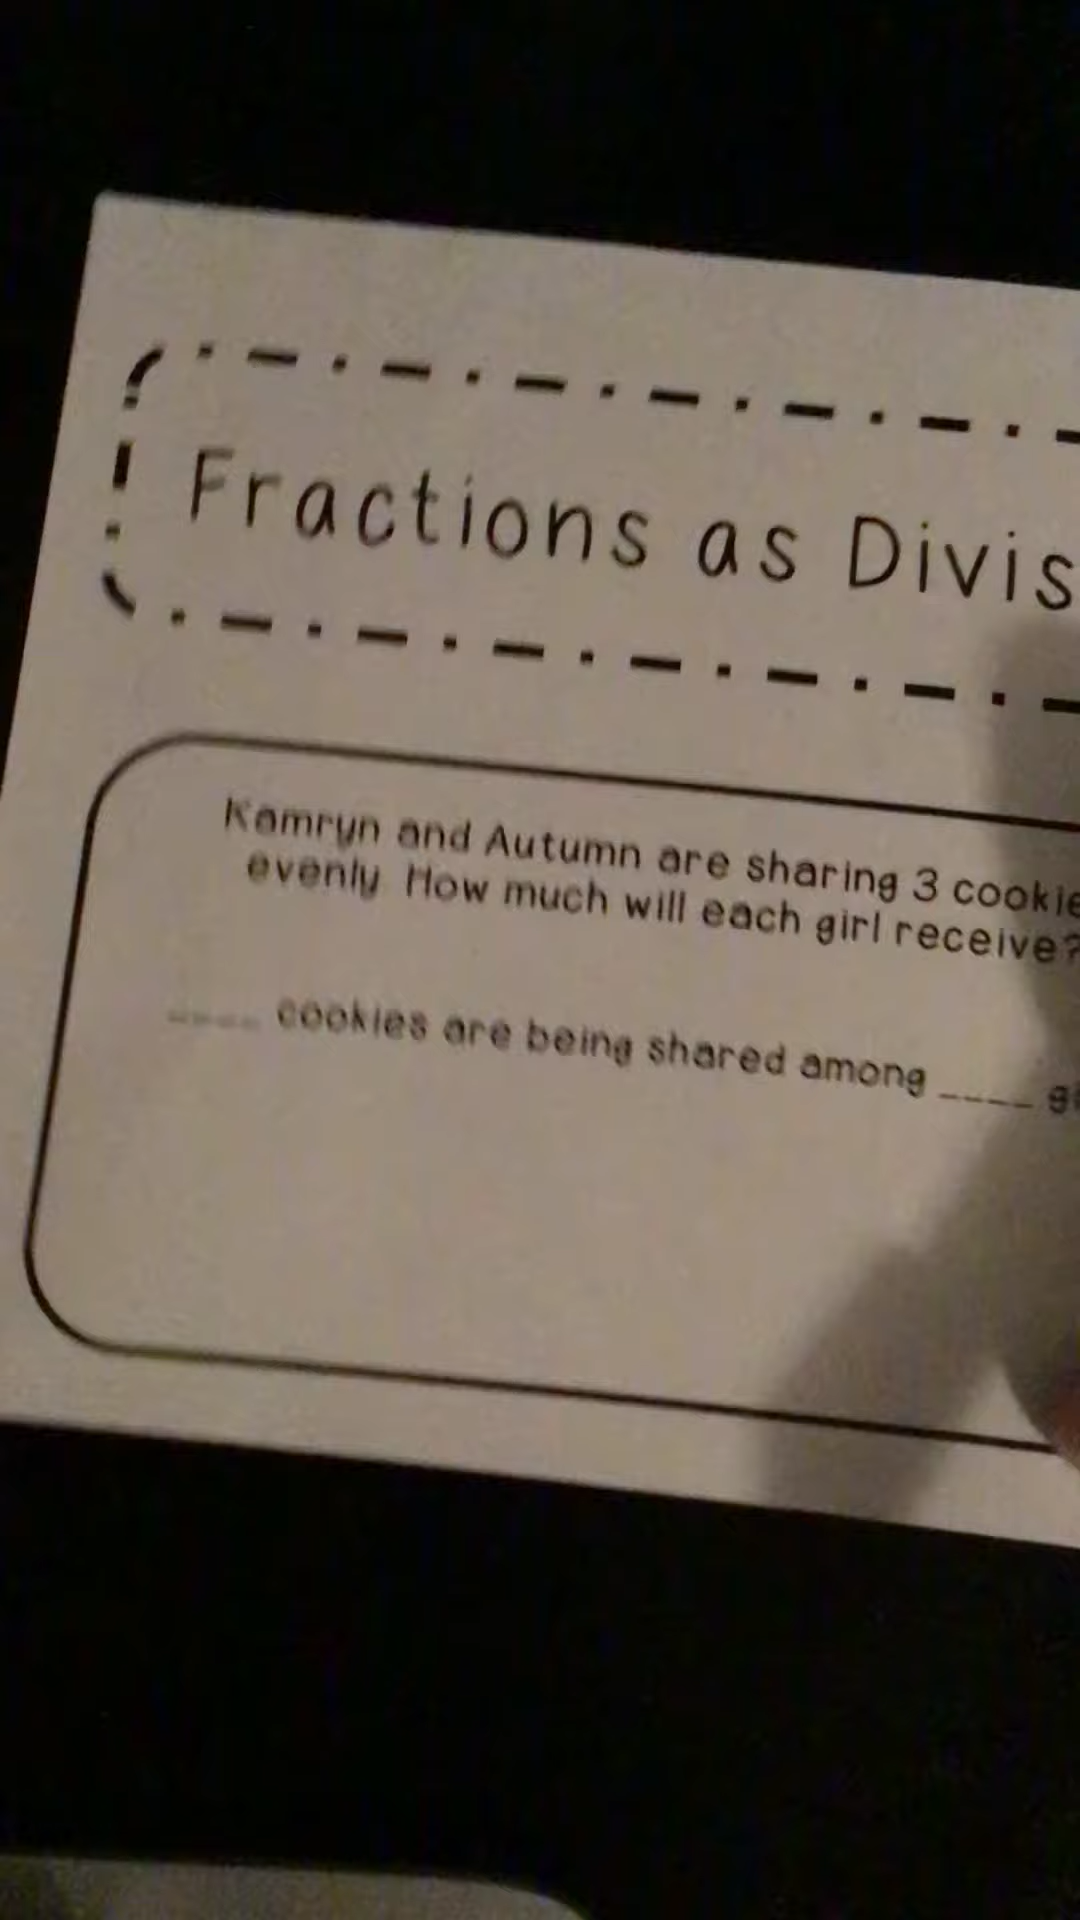 Fractions as Divis
Kamryn and Autumn are sharing 3 cookie
evenly. How much will each girl receive?
____ cookies are being shared among ____ gi